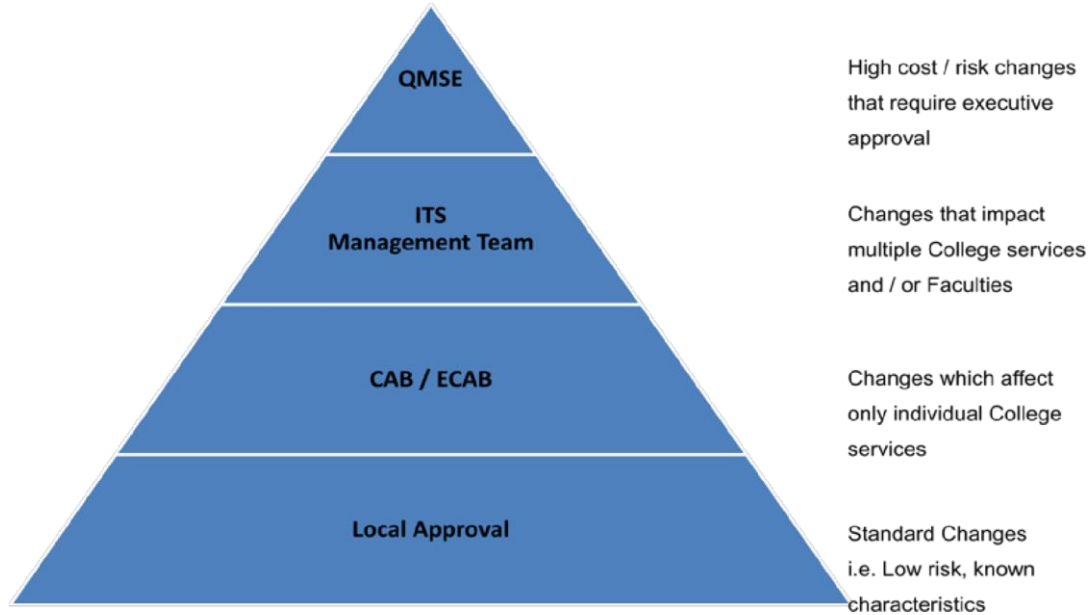 QMSE
High cost / risk changes
that require executive
approval
ITS
Management Team
Changes that impact
multiple College services
and / or Faculties
CAB / ECAB
Changes which affect
only individual College
services
Local Approval
Standard Changes
i.e. Low risk, known
characteristics